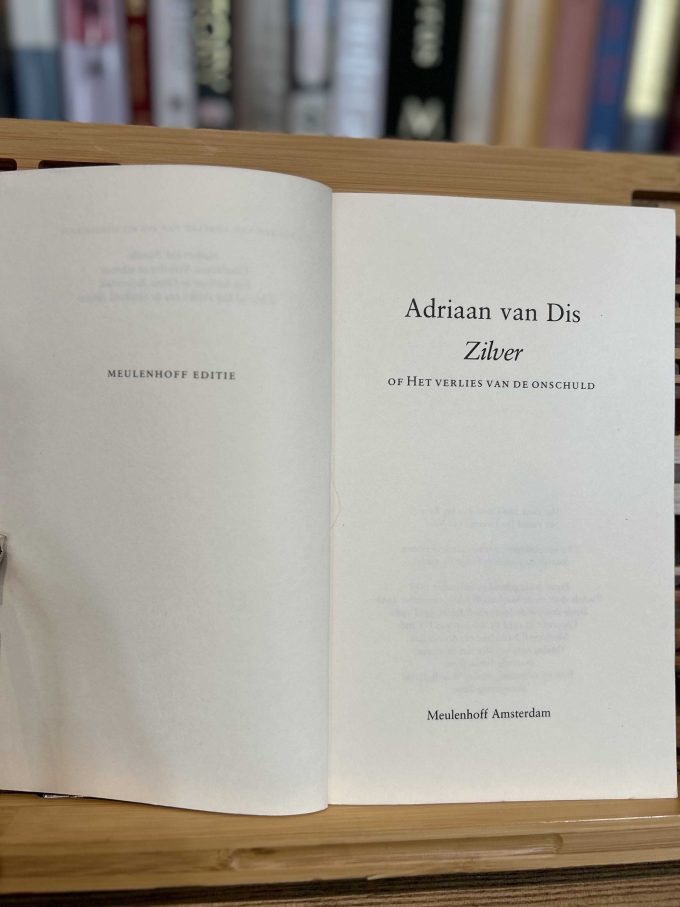 MEULENHOFF EDITIE
Adriaan van Dis
Zilver
OF HET VERLIES VAN DE ONSCHULD
Meulenhoff Amsterdam